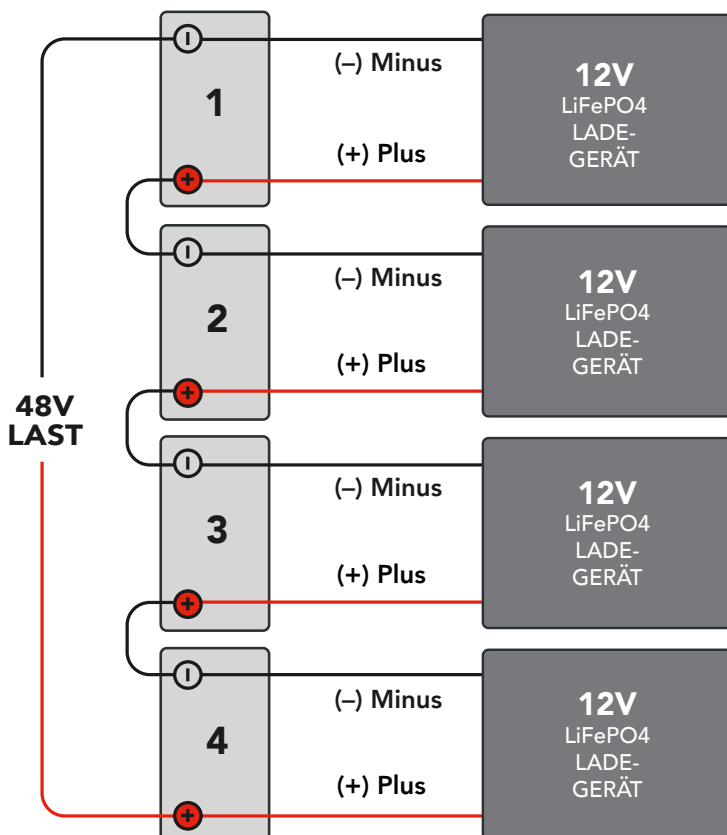 1
(–) Minus
(+) Plus
12V
LiFePO4
LADE-
GERÄT
2
(–) Minus
(+) Plus
12V
LiFePO4
LADE-
GERÄT
48V
LAST
3
(–) Minus
(+) Plus
12V
LiFePO4
LADE-
GERÄT
4
(–) Minus
(+) Plus
12V
LiFePO4
LADE-
GERÄT